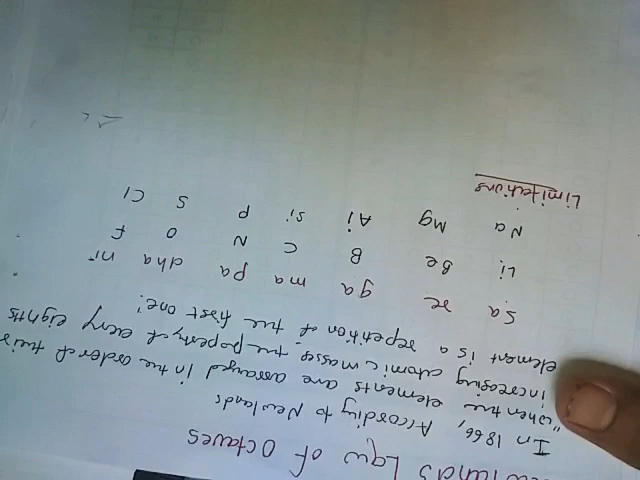 Law of Octaves
In 1866, According to Newlands
"when the elements are arranged in the order of their
increasing atomic masses the property of every eights
element is a repetition of the first one".
Sa re ga ma pa dha ni
Li Be B C N O F
Na Mg Al Si P S Cl
Limitations